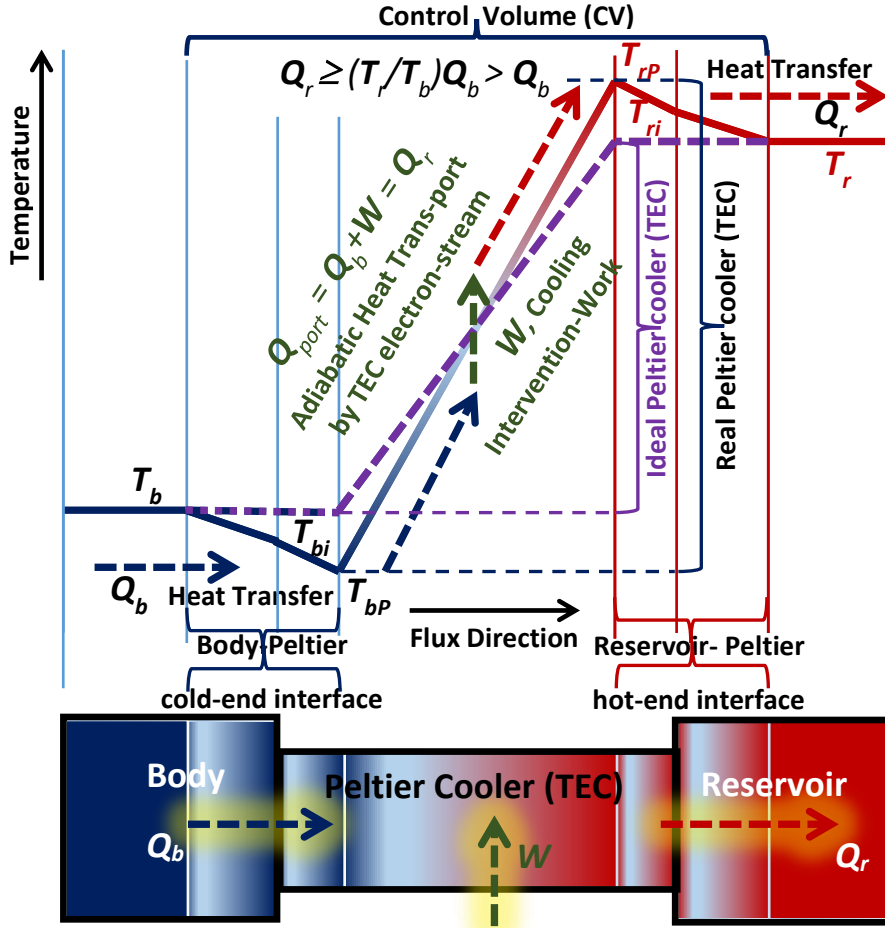 Control Volume (CV)
Temperature
Q_r ≥ (T_r/T_b)Q_b > Q_b
T_rP
Heat Transfer
Q_r
T_ri
T_r
Q_port = Q_b + W = Q_r
Adiabatic Heat Trans-port
by TEC electron-stream
W, Cooling
Intervention-Work
Ideal Peltier cooler (TEC)
Real Peltier cooler (TEC)
T_b
T_bi
Q_b
Heat Transfer
T_bP
Flux Direction
Body-Peltier
cold-end interface
Reservoir- Peltier
hot-end interface
Body
Peltier Cooler (TEC)
Reservoir
Q_b
W
Q_r